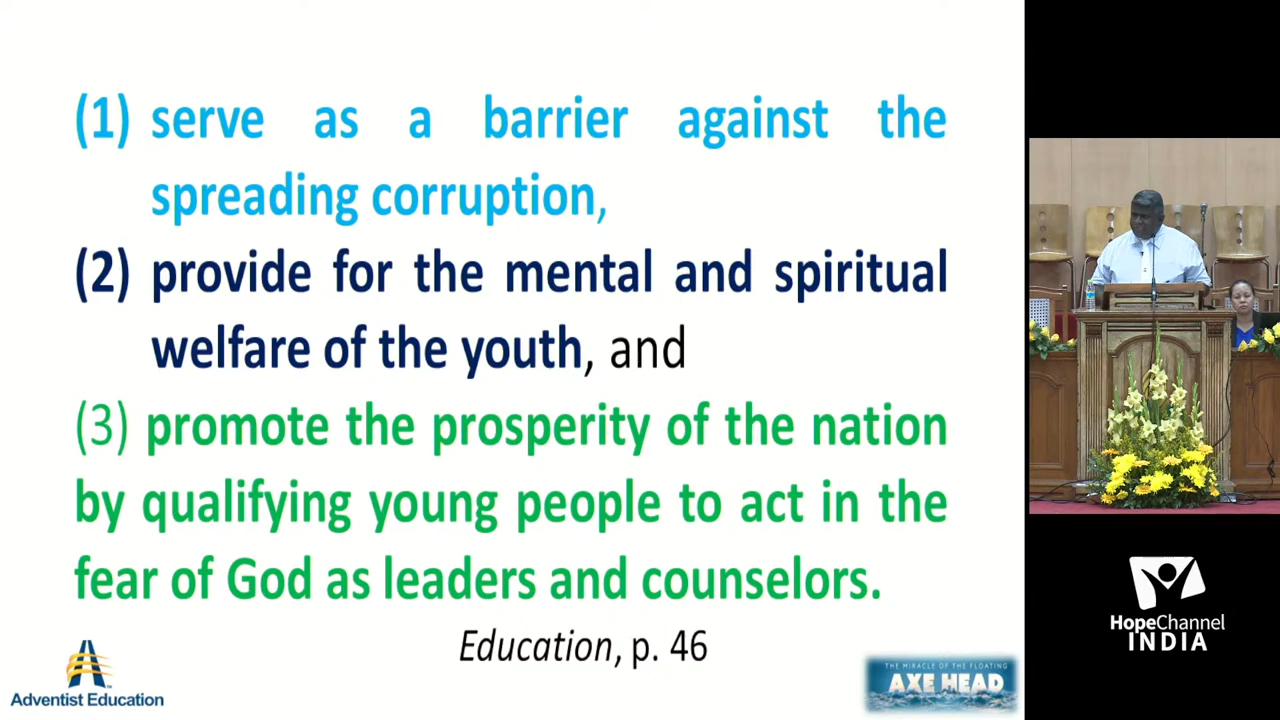 (1) serve as a barrier against the
spreading corruption,
(2) provide for the mental and spiritual
welfare of the youth, and
(3) promote the prosperity of the nation
by qualifying young people to act in the
fear of God as leaders and counselors.
Education, p. 46
Adventist Education
THE MIRACLE OF THE FLOATING
AXE HEAD
HopeChannel
INDIA